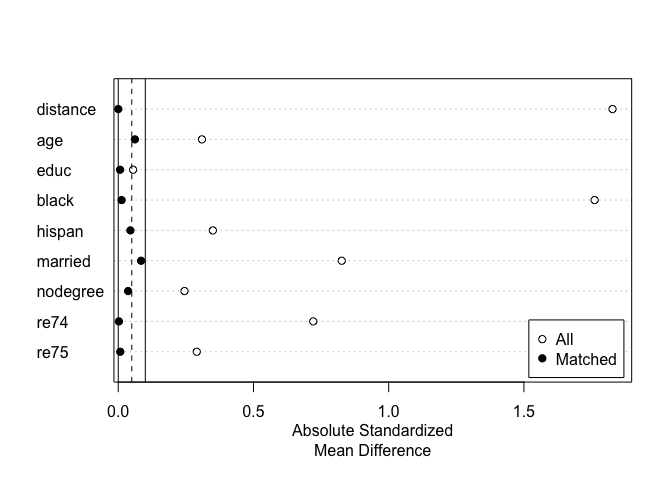 distance
age
educ
black
hispan
married
nodegree
re74
re75
All
Matched
0.0 0.5 1.0 1.5
Absolute Standardized
Mean Difference